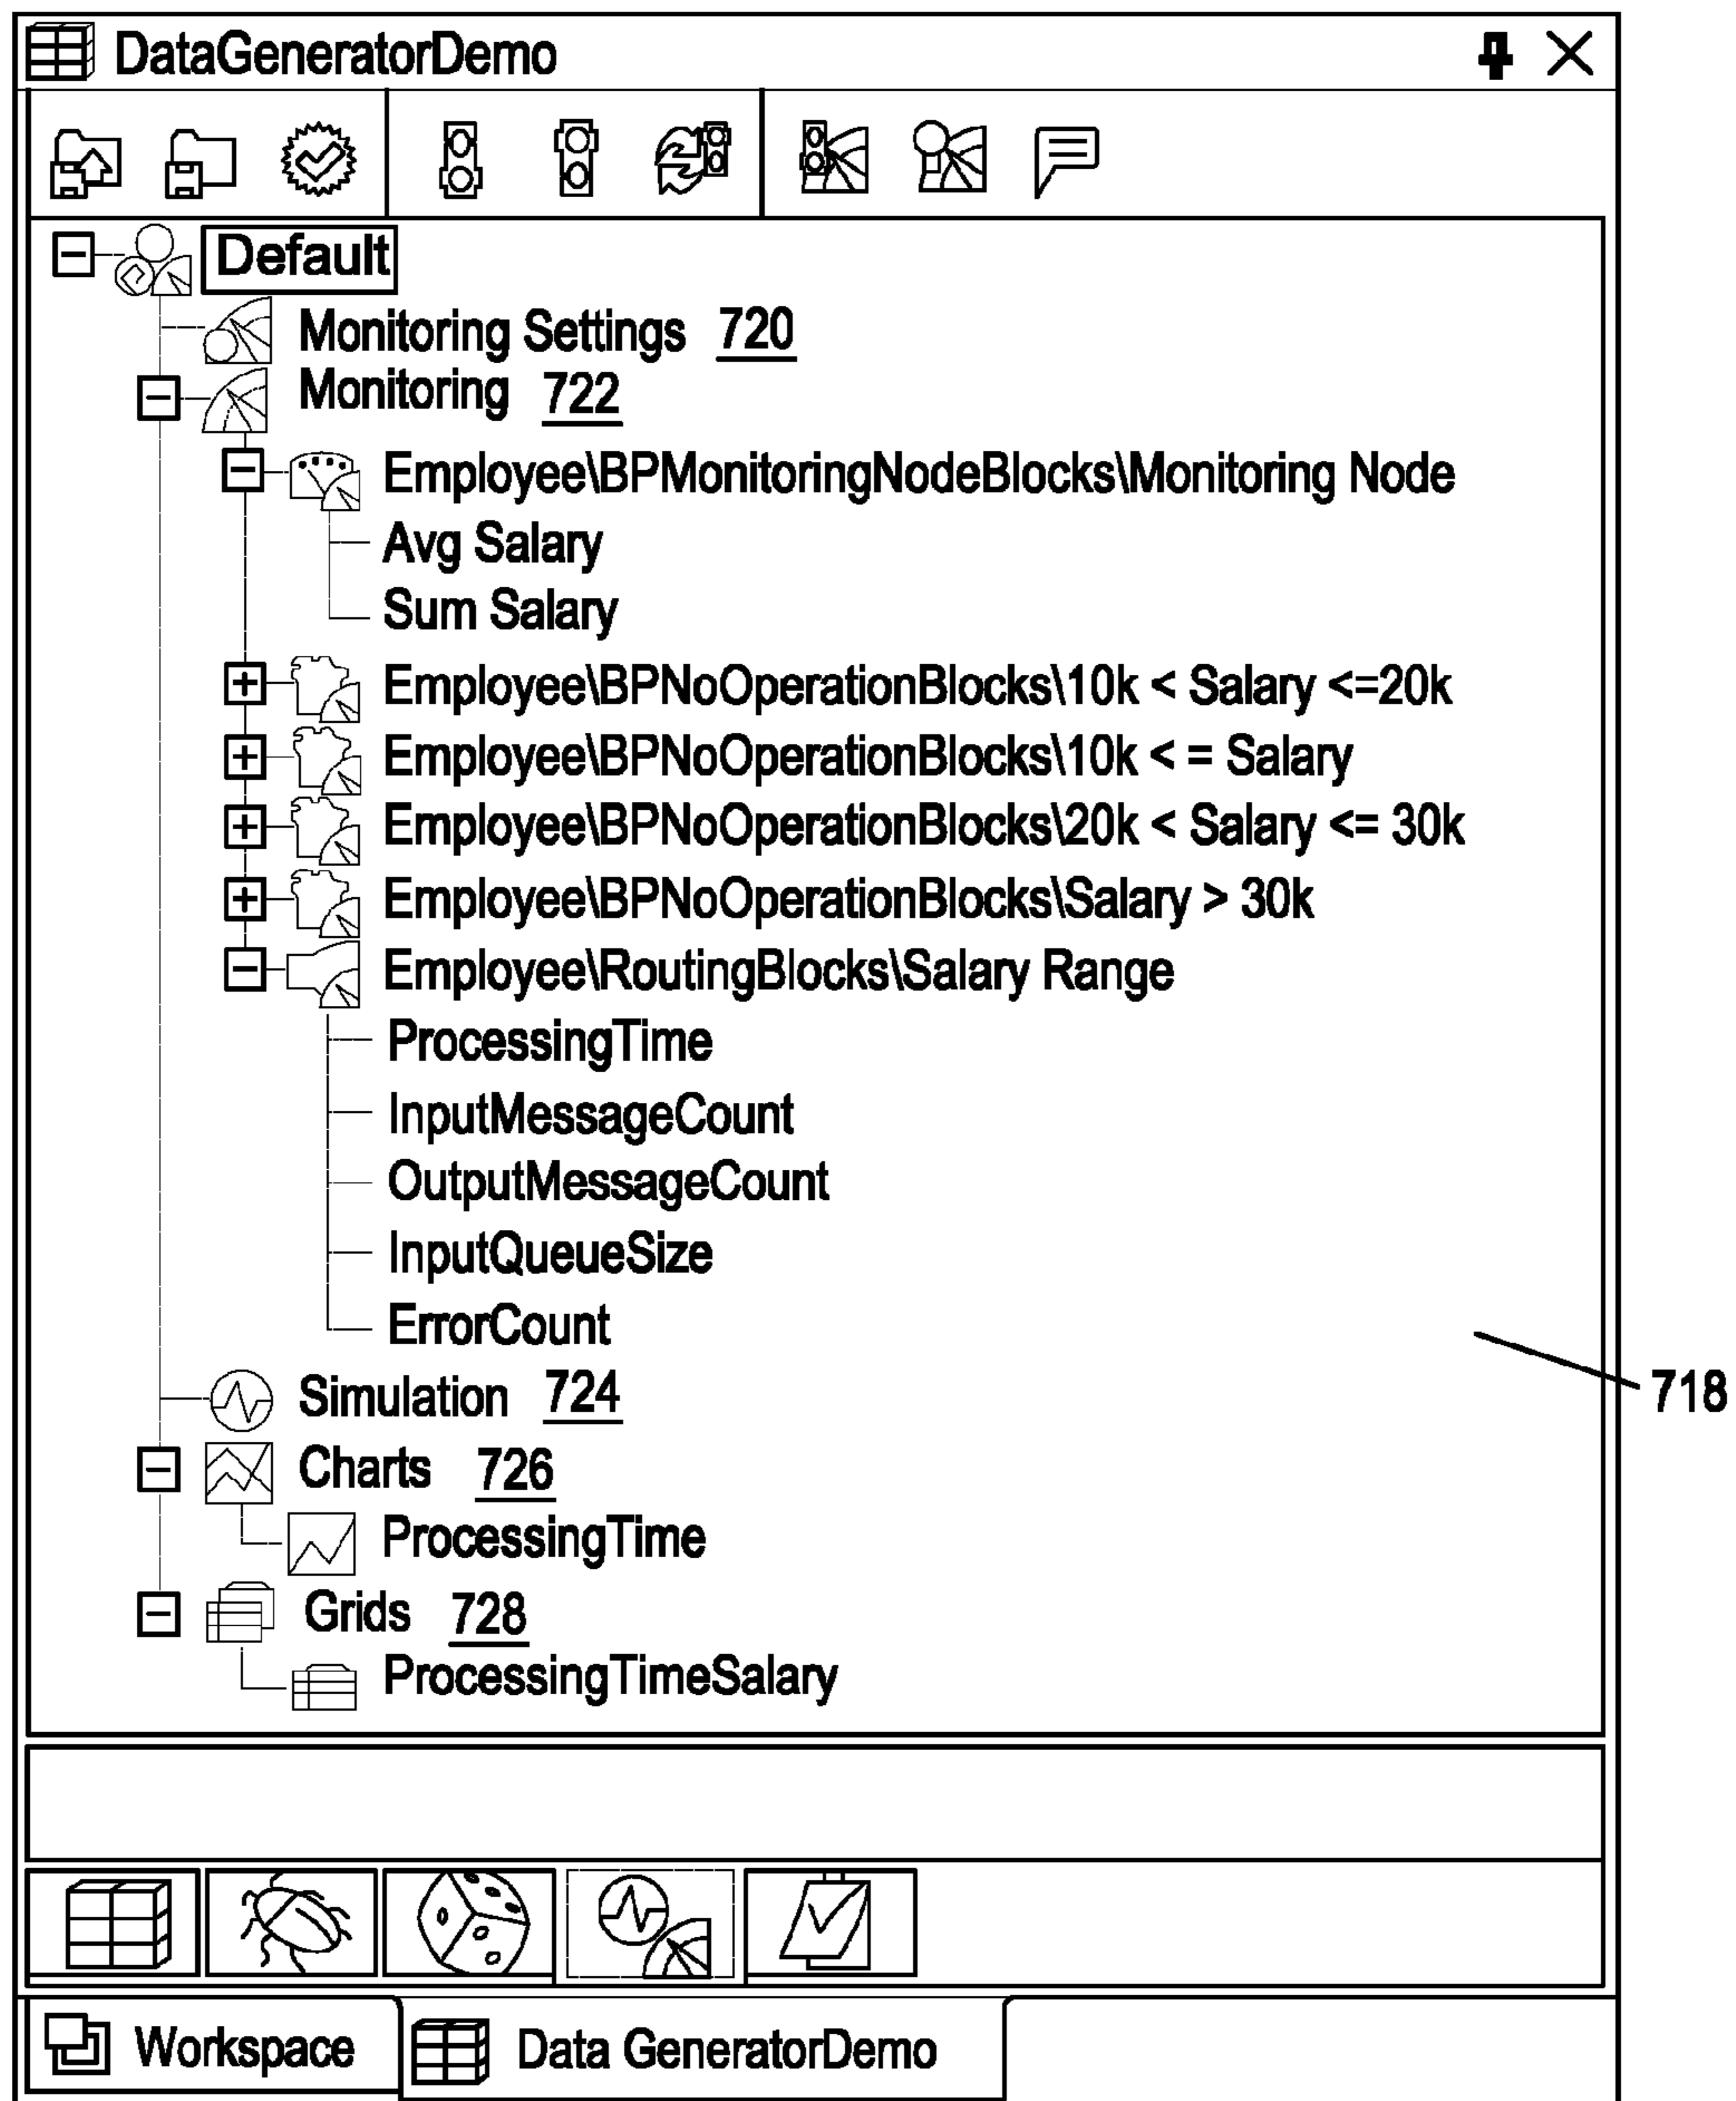 DataGeneratorDemo
Default
Monitoring Settings 720
Monitoring 722
Employee\BPMonitoringNodeBlocks\Monitoring Node
Avg Salary
Sum Salary
Employee\BPNoOperationBlocks\10k < Salary <=20k
Employee\BPNoOperationBlocks\10k < = Salary
Employee\BPNoOperationBlocks\20k < Salary <= 30k
Employee\BPNoOperationBlocks\Salary > 30k
Employee\RoutingBlocks\Salary Range
ProcessingTime
InputMessageCount
OutputMessageCount
InputQueueSize
ErrorCount
718
Simulation 724
Charts 726
ProcessingTime
Grids 728
ProcessingTimeSalary
Workspace
Data GeneratorDemo